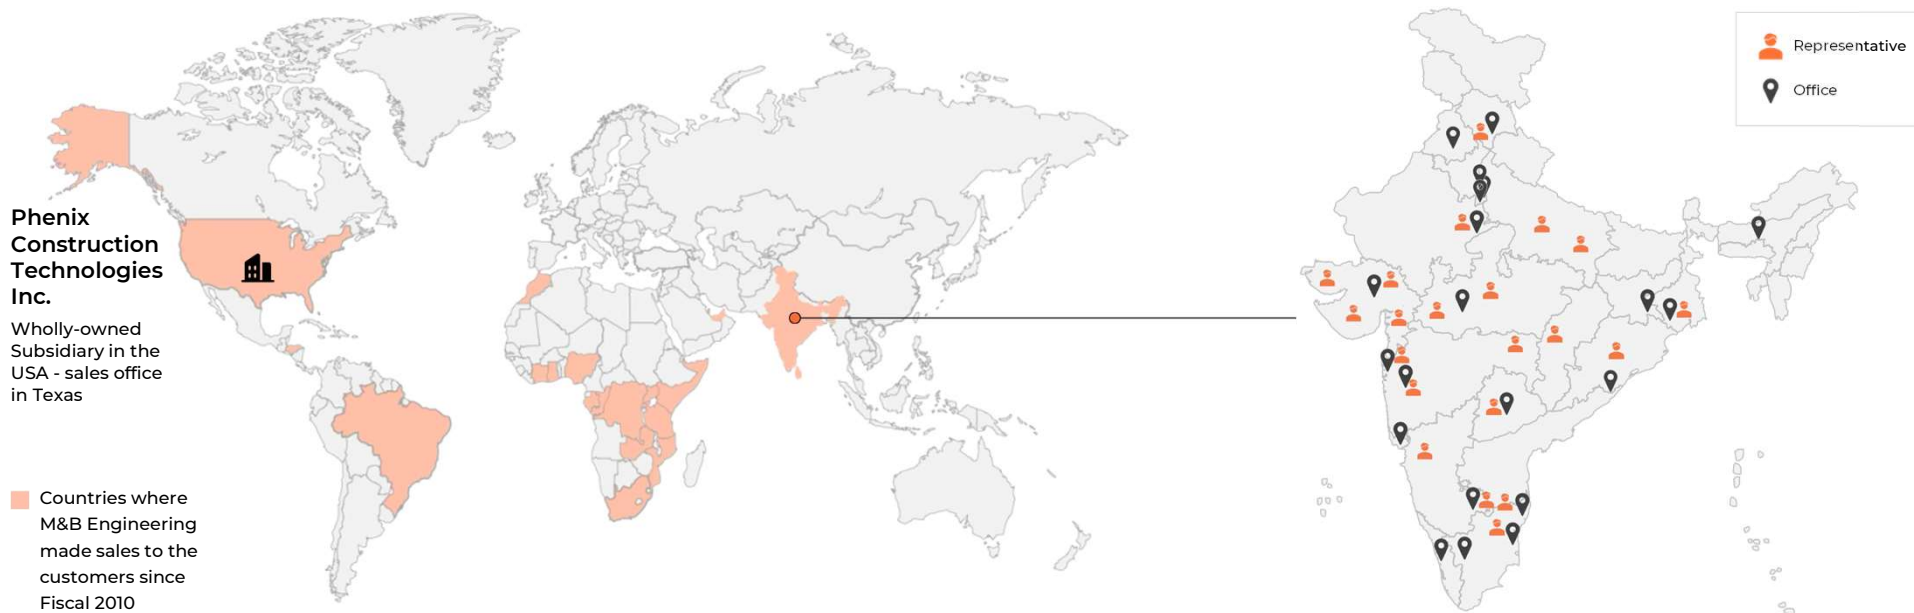 Phenix
Construction
Technologies
Inc.
Wholly-owned
Subsidiary in the
USA - sales office
in Texas
Countries where
M&B Engineering
made sales to the
customers since
Fiscal 2010
Representative
Office